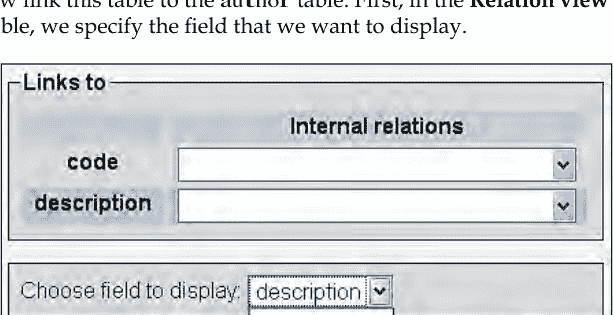 w link this table to the author table. First, in the Relation view
ble, we specify the field that we want to display.
Links to
Internal relations
code
description
Choose field to display: description